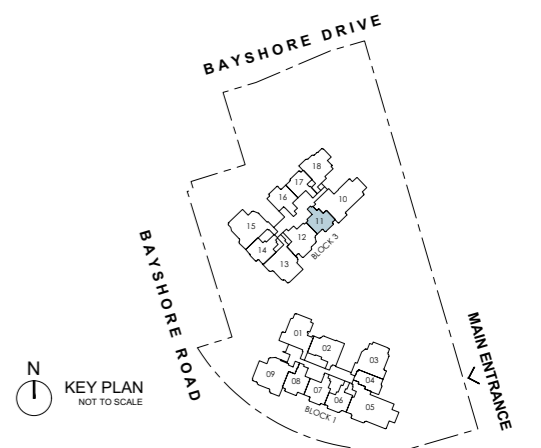 BAYSHORE DRIVE
18
17
10
16
11
15
12
14
13
BLOCK 3
BAYSHORE ROAD
01
02
03
09
08
07
06
04
05
BLOCK 1
MAIN ENTRANCE
N
KEY PLAN
NOT TO SCALE